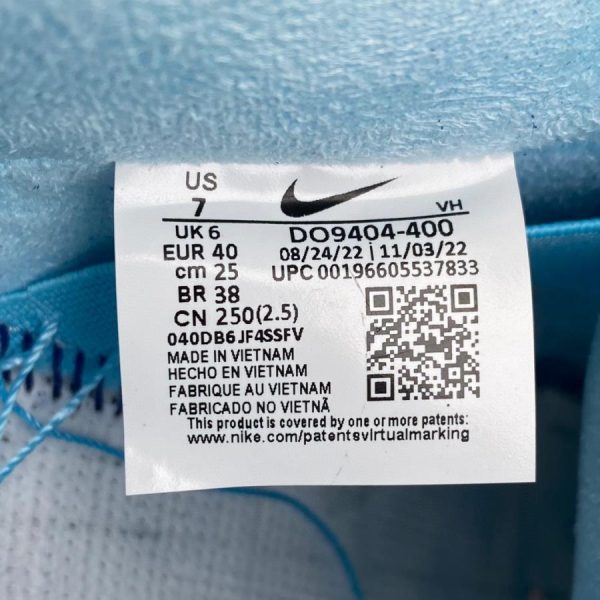 US
7
VH
UK 6
DO9404-400
EUR 40
08/24/22 | 11/03/22
cm 25
UPC 00196605537833
BR 38
CN 250(2.5)
040DB6JF4SSFV
MADE IN VIETNAM
HECHO EN VIETNAM
FABRIQUE AU VIETNAM
FABRICADO NO VIETNÃ
This product is covered by one or more patents:
www.nike.com/patentsvirtualmarking